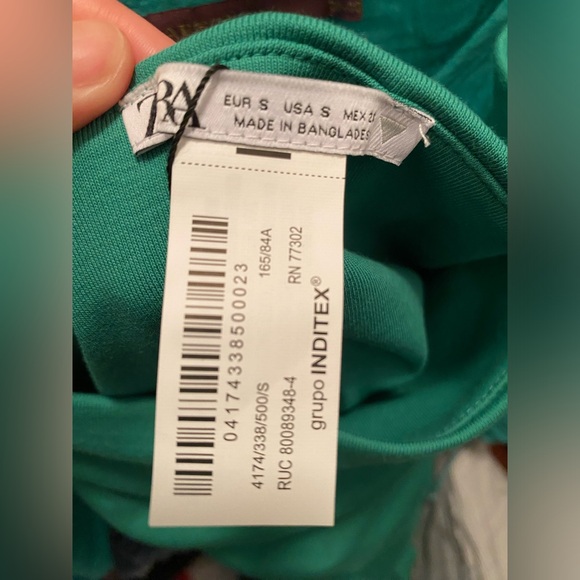 ZARA
EUR S USA S MEX
MADE IN BANGLADES
04174338500023
4174/338/500/S 165/84A
RUC 80089348-4 RN 77302
grupo INDITEX®